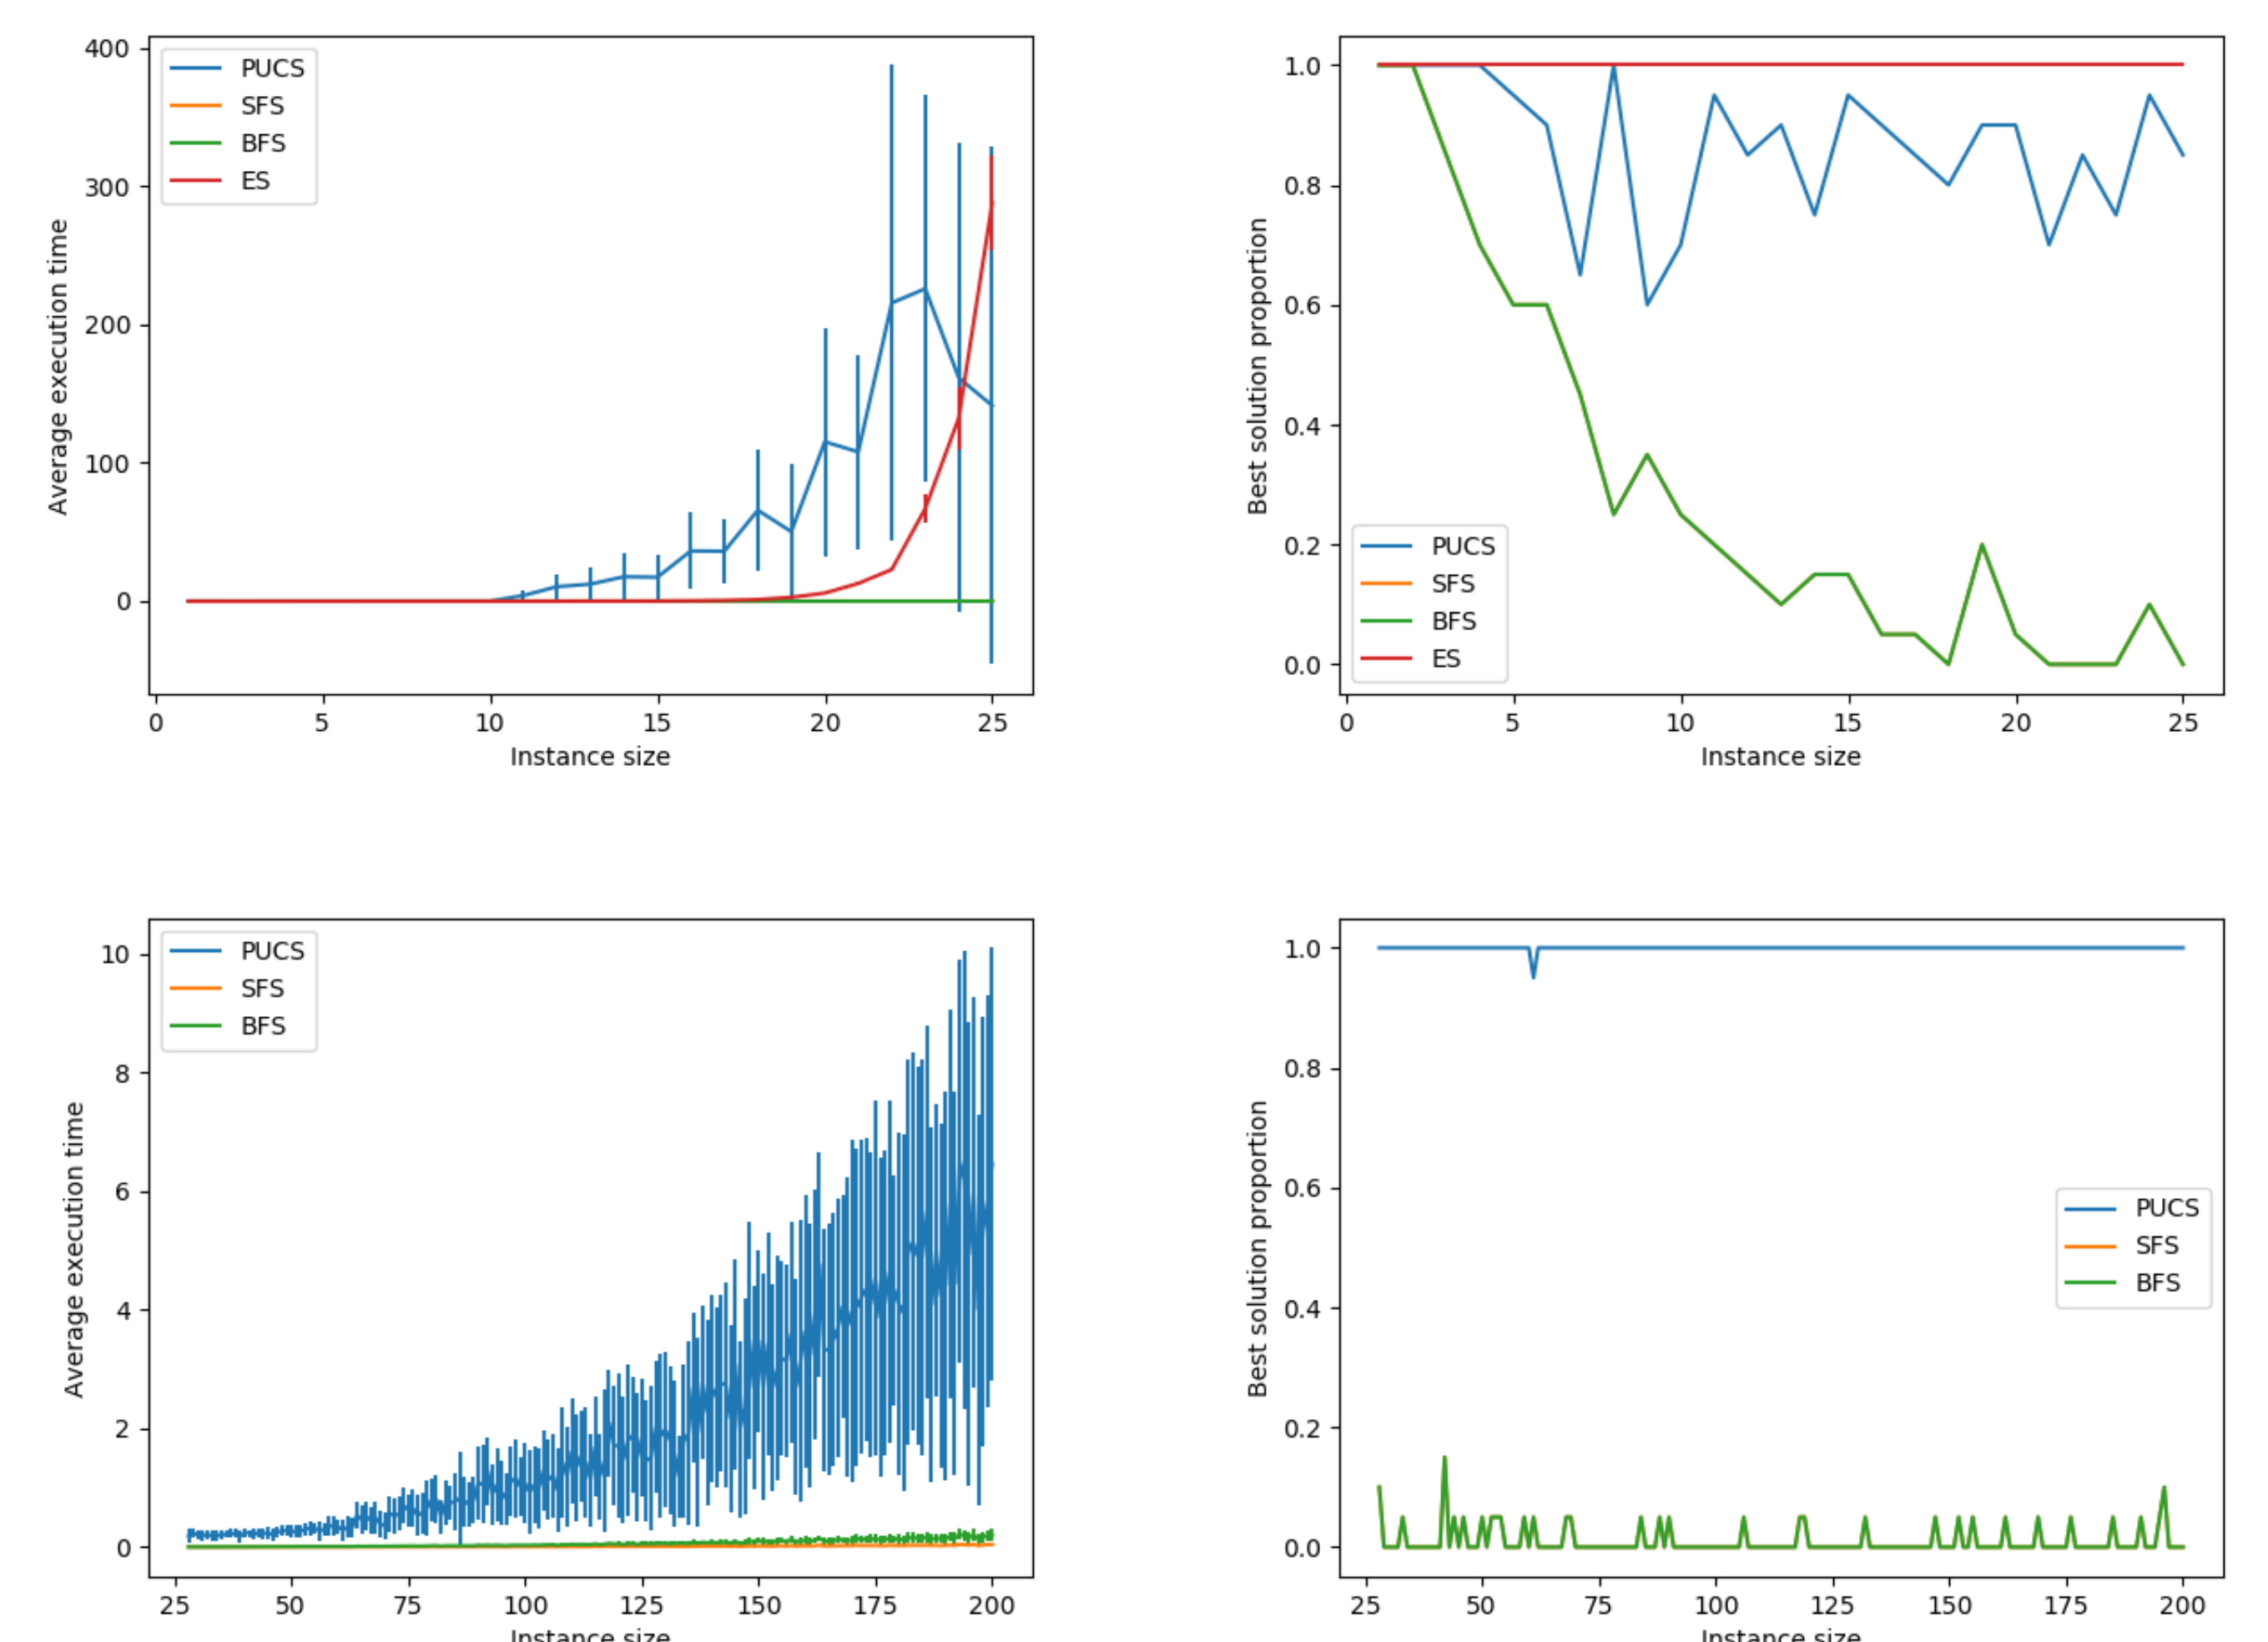 400
300
200
100
0
Average execution time
PUCS
SFS
BFS
ES
0 5 10 15 20 25
Instance size
1.0
0.8
0.6
0.4
0.2
0.0
Best solution proportion
PUCS
SFS
BFS
ES
0 5 10 15 20 25
Instance size
10
8
6
4
2
0
Average execution time
PUCS
SFS
BFS
25 50 75 100 125 150 175 200
Instance size
1.0
0.8
0.6
0.4
0.2
0.0
Best solution proportion
PUCS
SFS
BFS
25 50 75 100 125 150 175 200
Instance size